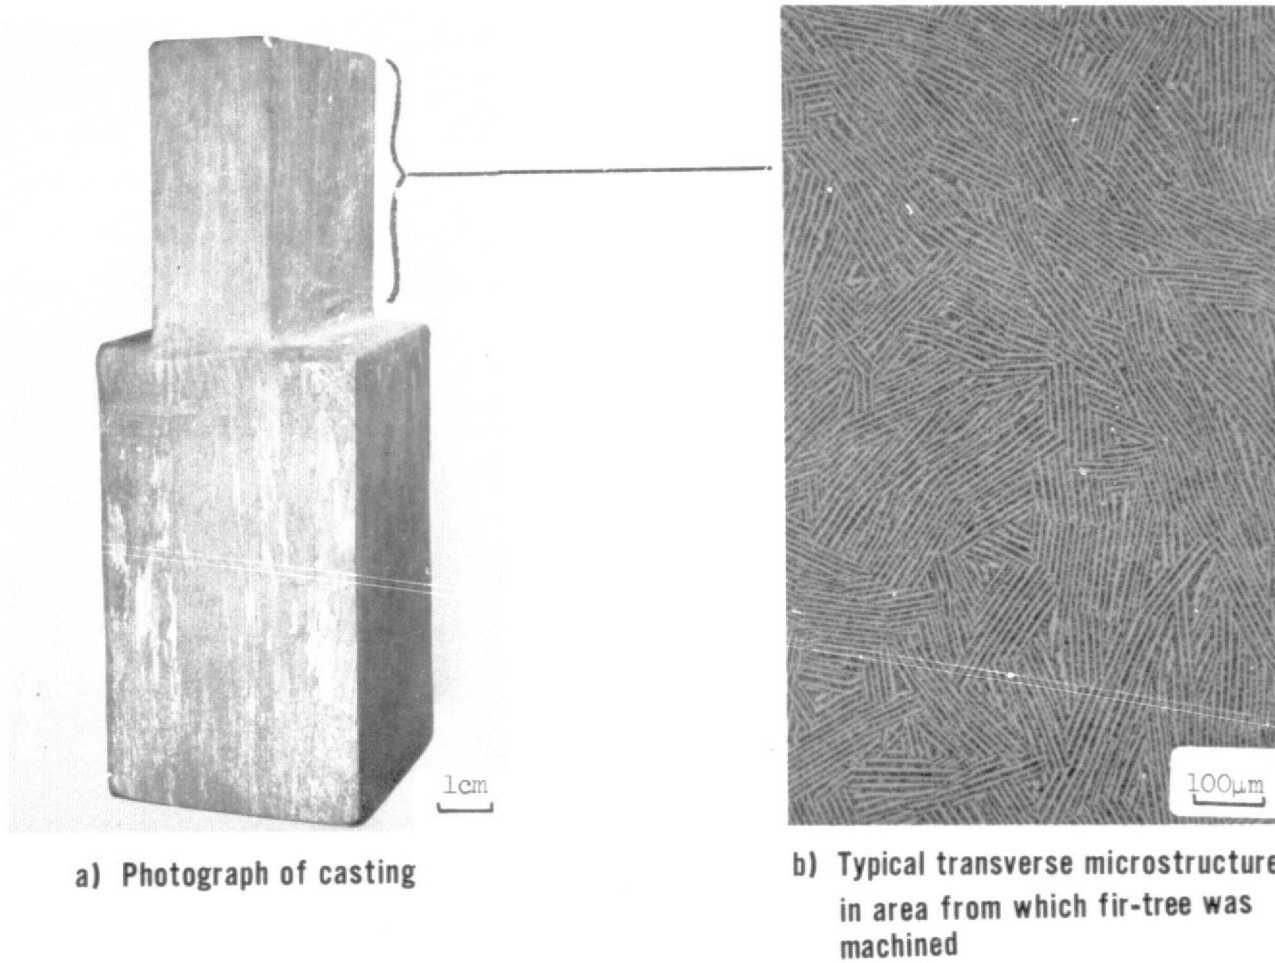 1cm
100μm
a) Photograph of casting
b) Typical transverse microstructure
in area from which fir-tree was
machined